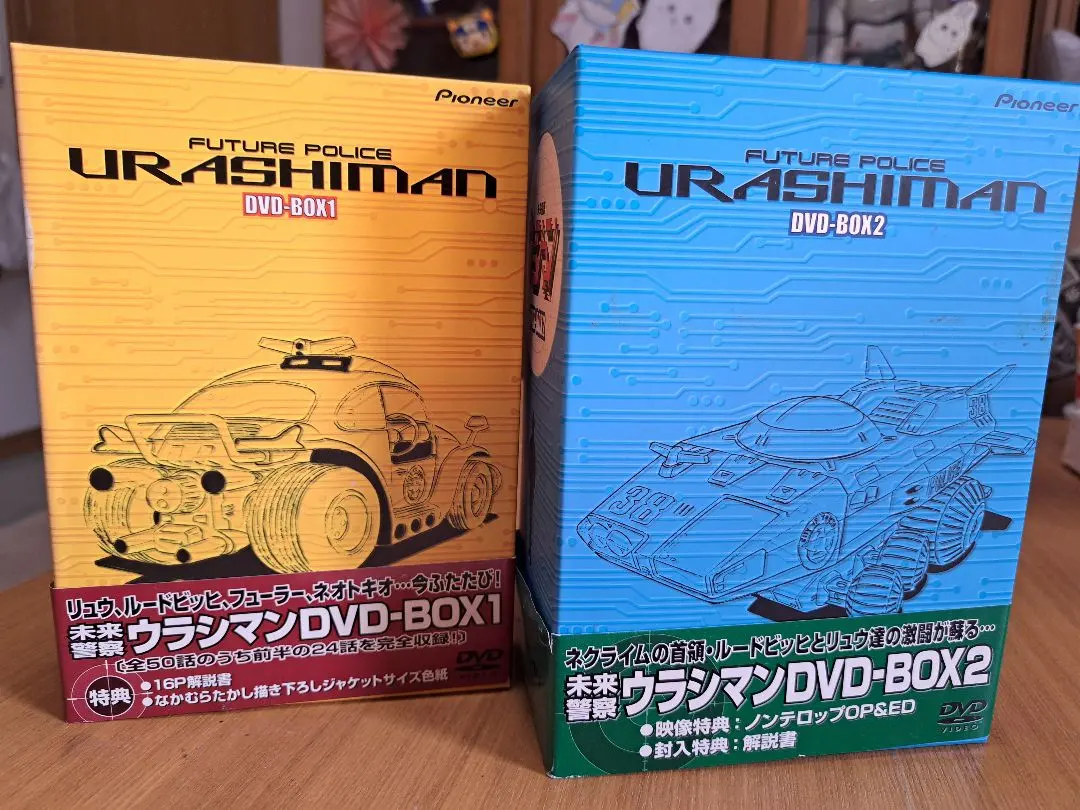 Pioneer
FUTURE POLICE
URASHIMAN
DVD-BOX1
リュウ、ルードビッヒ、フューラー、ネオトキオ…今ふたたび!
未来警察 ウラシマンDVD-BOX1
〔全50話のうち前半の24話を完全収録!〕
特典
●16P解説書
●なかむらたかし描き下ろしジャケットサイズ色紙
DVD
Pioneer
FUTURE POLICE
URASHIMAN
DVD-BOX2
38
38
ネクライムの首領・ルードビッヒとリュウ達の激闘が蘇る…
未来警察 ウラシマンDVD-BOX2
●映像特典:ノンテロップOP&ED
●封入特典:解説書
DVD
VIDEO